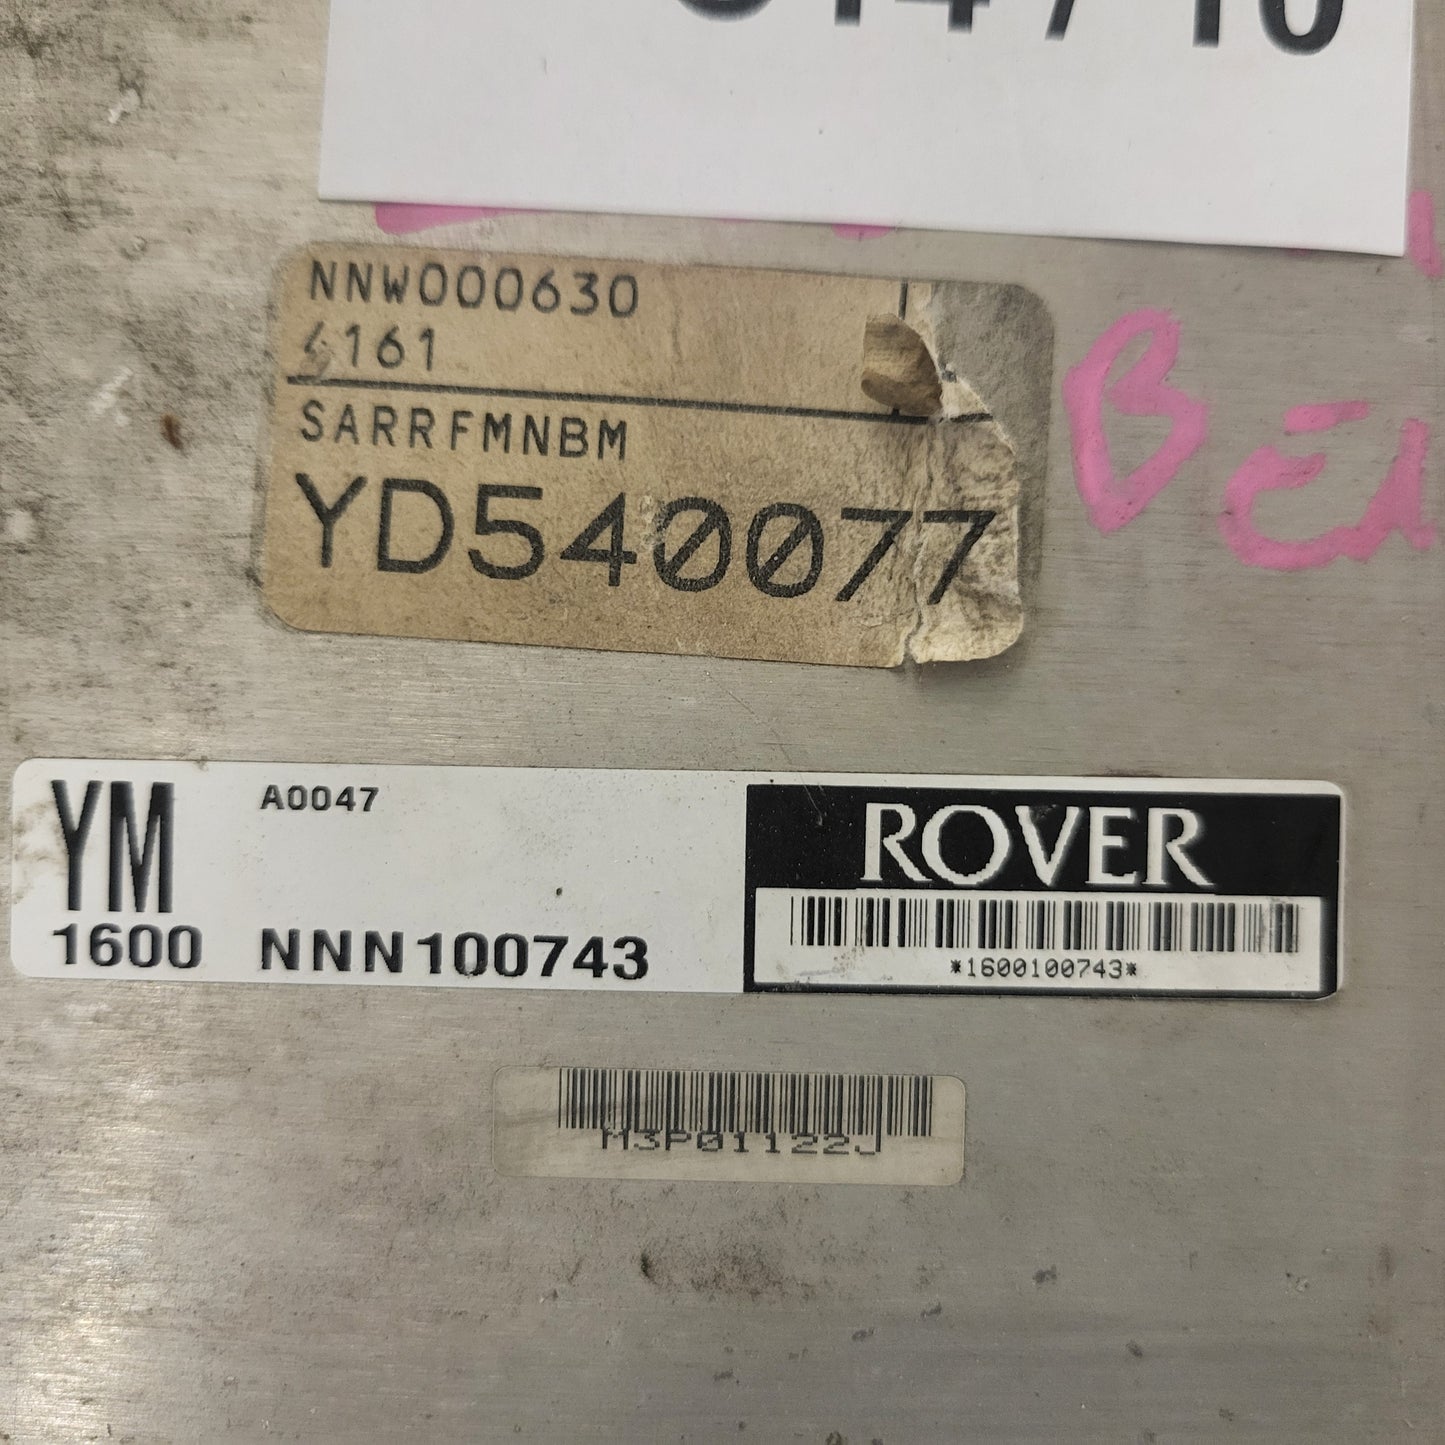 NNW000630
4161
SARRFMNBM
YD540077
YM
A0047
ROVER
1600
NNN100743
*1600100743*
M3P01122J